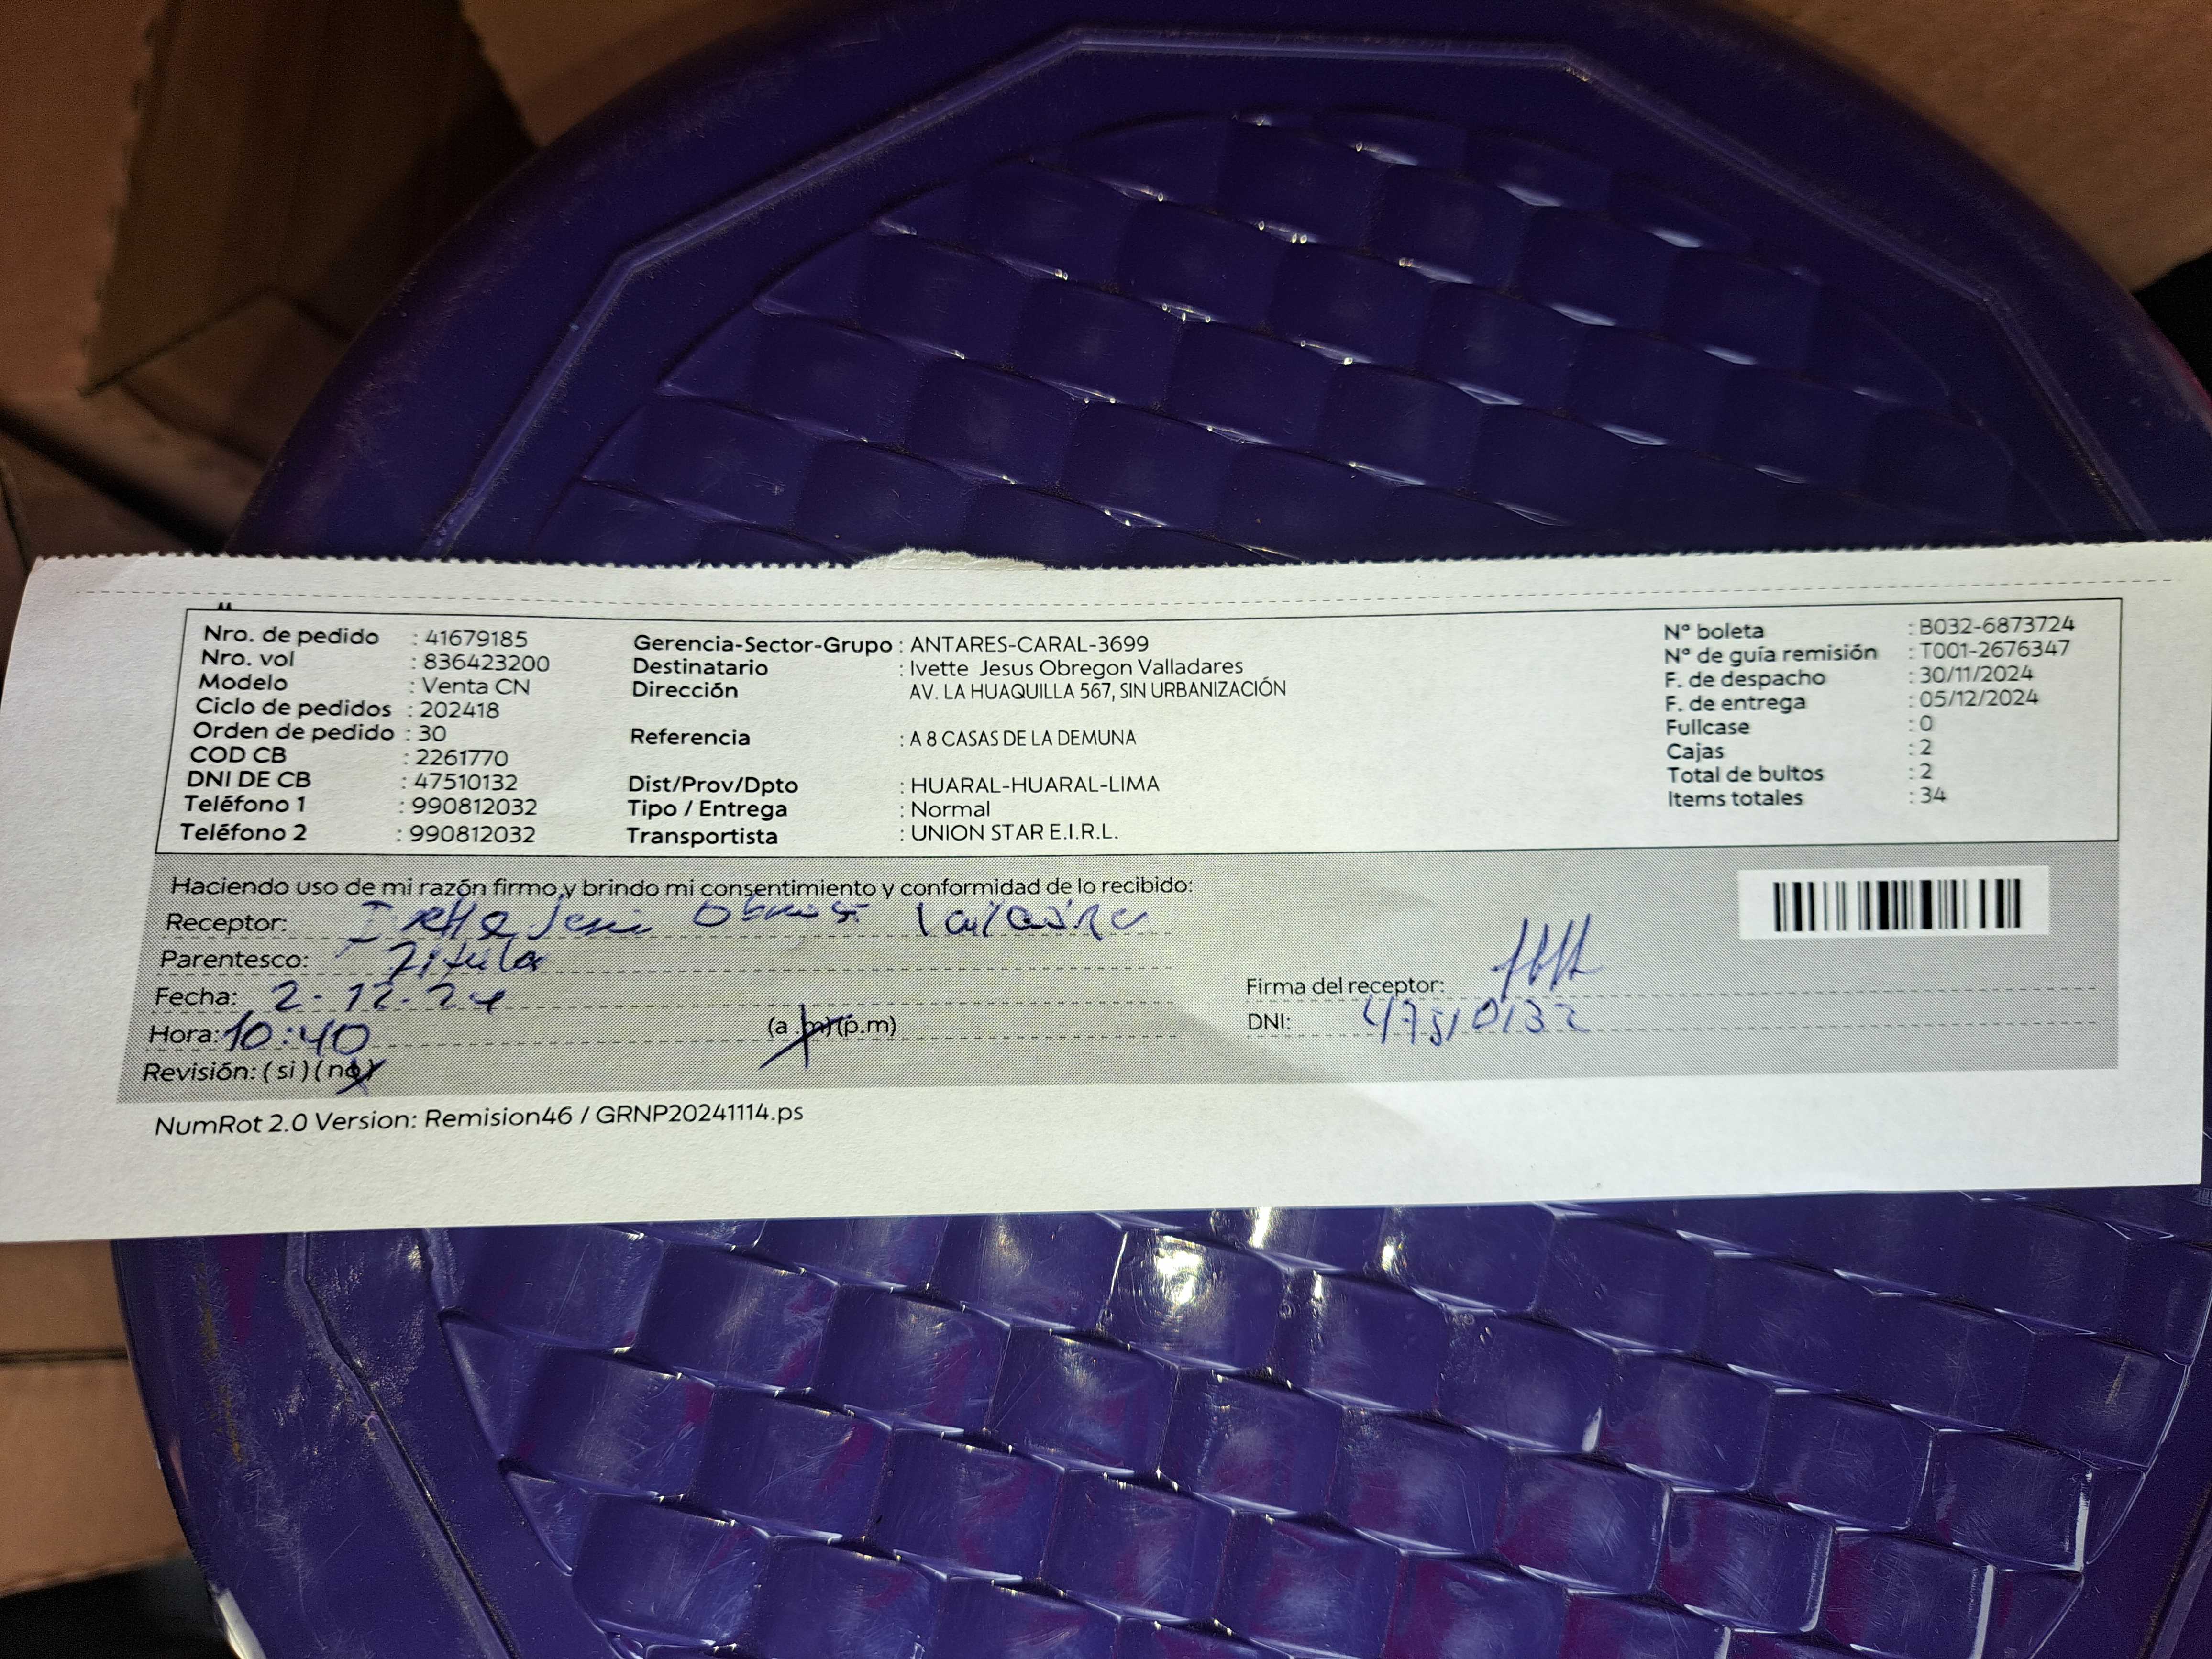 Nro. de pedido : 41679185
Nro. vol : 836423200
Modelo : Venta CN
Ciclo de pedidos : 202418
Orden de pedido : 30
COD CB : 2261770
DNI DE CB : 47510132
Teléfono 1 : 990812032
Teléfono 2 : 990812032
Gerencia-Sector-Grupo : ANTARES-CARAL-3699
Destinatario : Ivette Jesus Obregon Valladares
Dirección AV. LA HUAQUILLA 567, SIN URBANIZACIÓN
Referencia : A 8 CASAS DE LA DEMUNA
Dist/Prov/Dpto : HUARAL-HUARAL-LIMA
Tipo / Entrega : Normal
Transportista : UNION STAR E.I.R.L.
N° boleta : B032-6873724
N° de guía remisión : T001-2676347
F. de despacho : 30/11/2024
F. de entrega : 05/12/2024
Fullcase : 0
Cajas : 2
Total de bultos : 2
Items totales : 34
Haciendo uso de mi razón firmo,y brindo mi consentimiento y conformidad de lo recibido:
Receptor:
Parentesco: Titular
Fecha: 2-12-24
Hora: 10:40 (a.m)(p.m)
Revisión: (si)(no)
Firma del receptor:
DNI: 47510132
NumRot 2.0 Version: Remision46 / GRNP20241114.ps